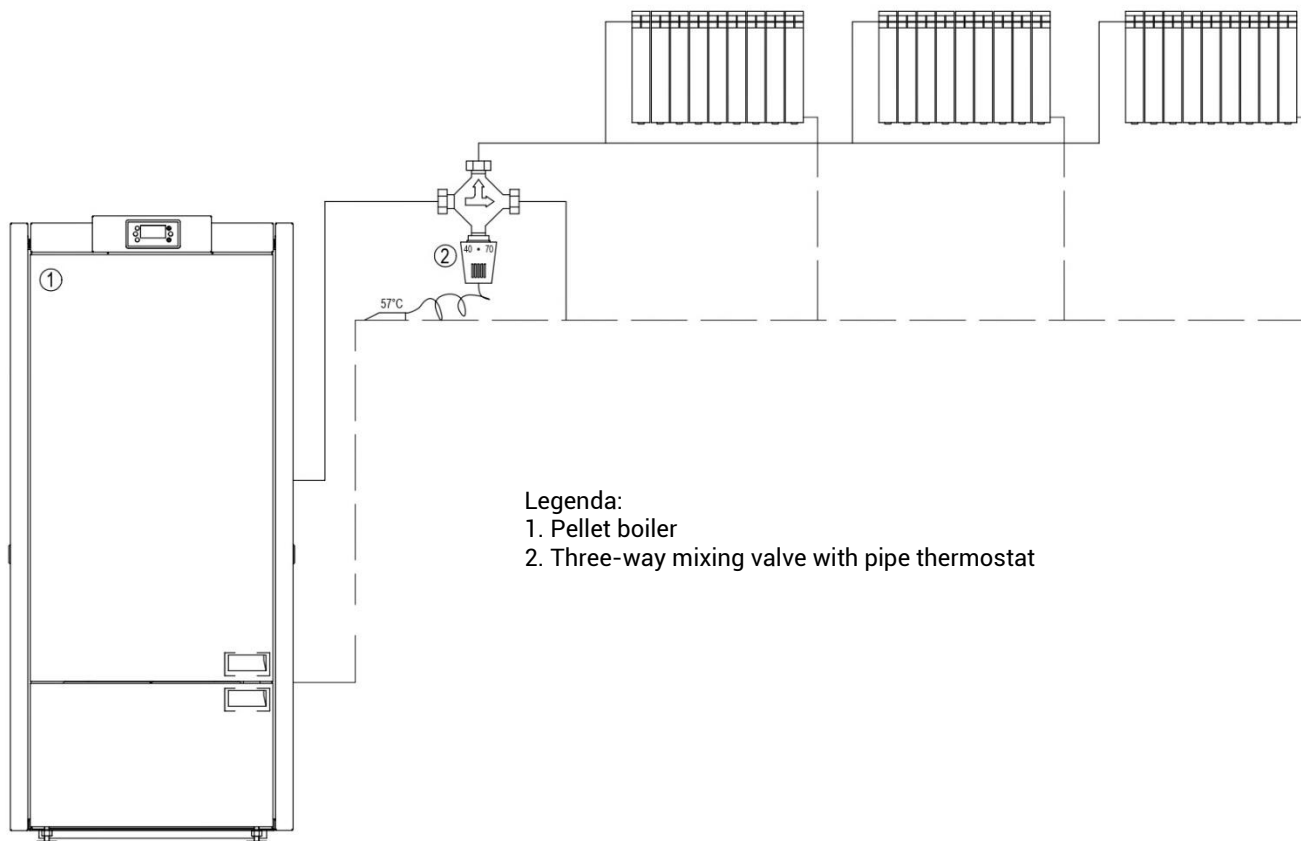 ①
②
40 • 70
57°C
Legenda:
1. Pellet boiler
2. Three-way mixing valve with pipe thermostat